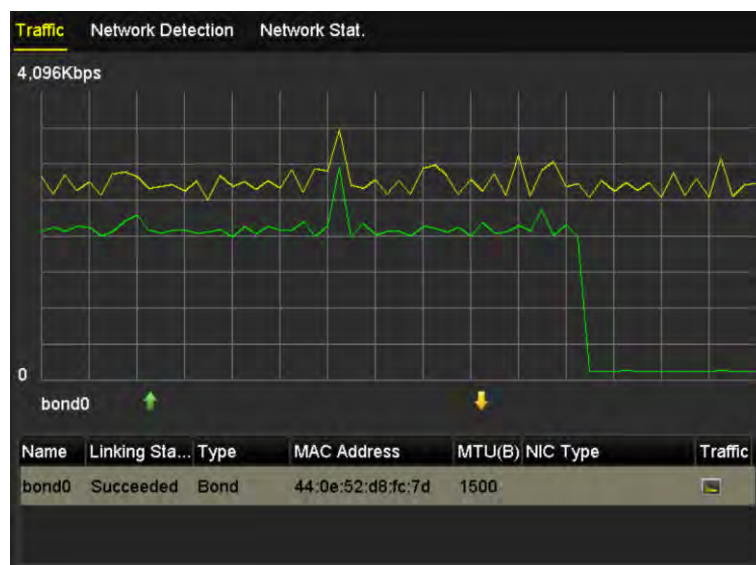 Traffic Network Detection Network Stat.
4,096Kbps
0
bond0
Name Linking Sta... Type MAC Address MTU(B) NIC Type Traffic
bond0 Succeeded Bond 44:0e:52:d8:fc:7d 1500